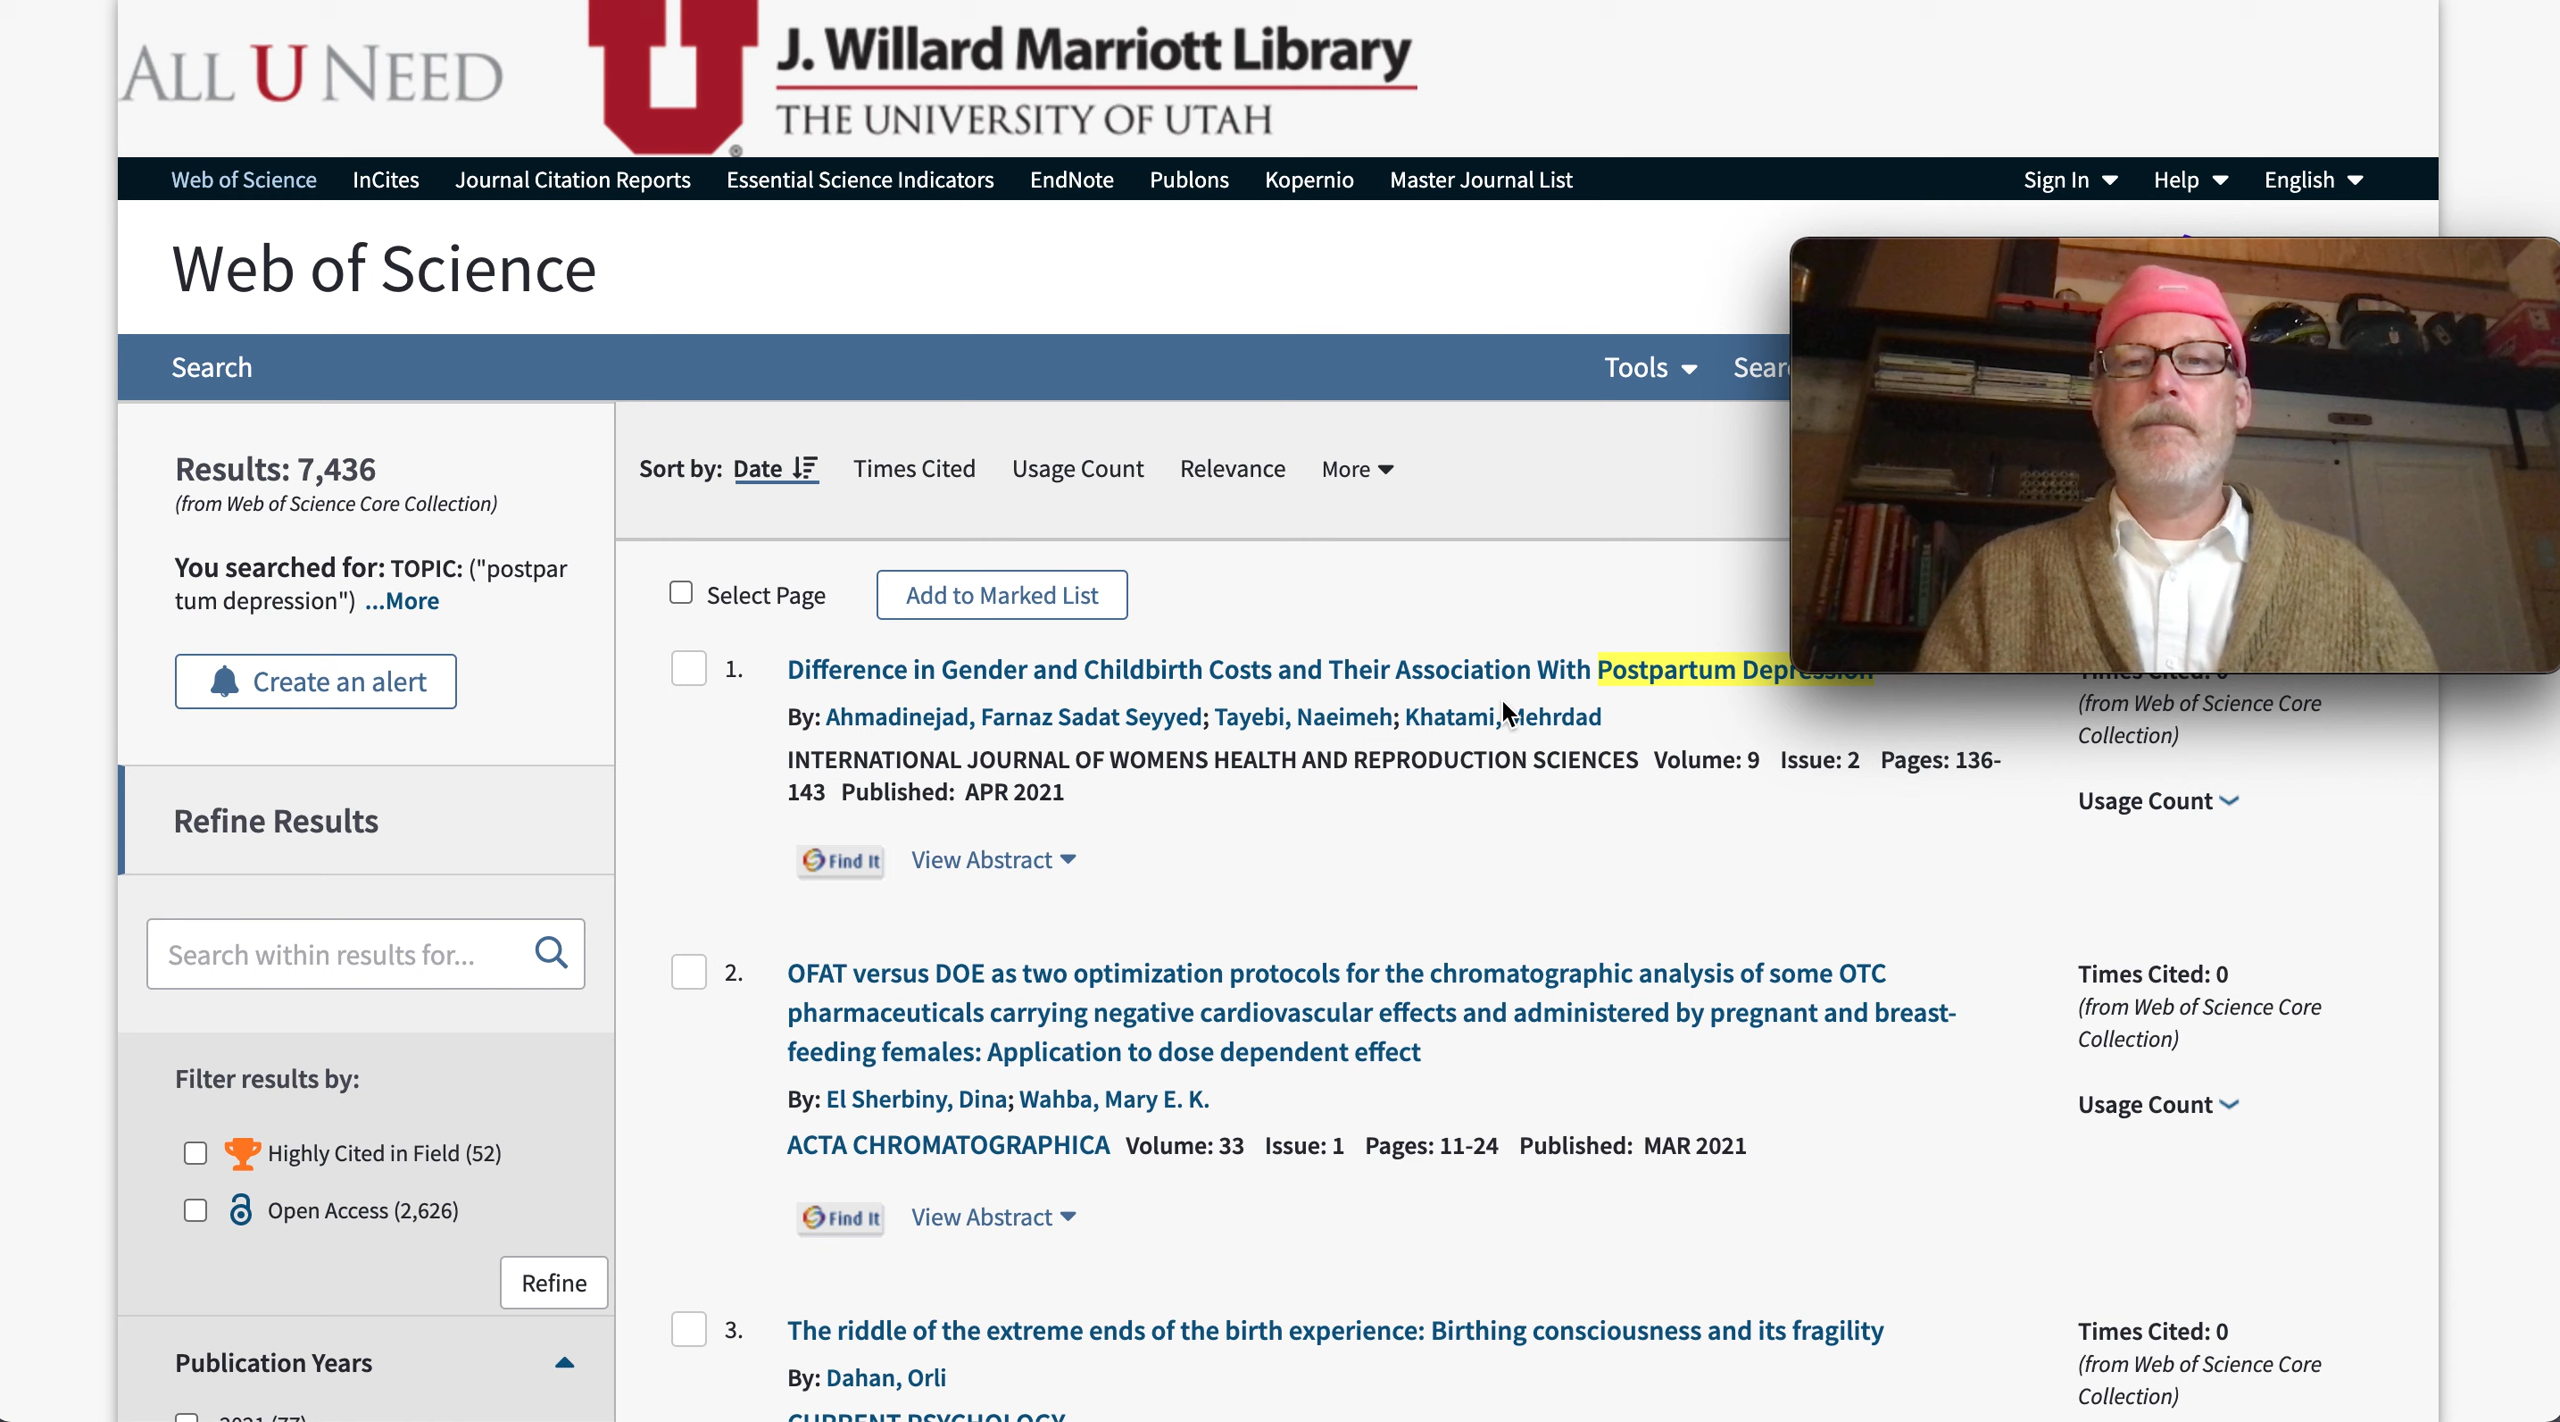 ALL U NEED
J. Willard Marriott Library
THE UNIVERSITY OF UTAH
Web of Science InCites Journal Citation Reports Essential Science Indicators EndNote Publons Kopernio Master Journal List Sign In Help English
Web of Science
Search Tools
Results: 7,436
(from Web of Science Core Collection)
You searched for: TOPIC: ("postpar
tum depression") ...More
Create an alert
Refine Results
Search within results for...
Filter results by:
Highly Cited in Field (52)
Open Access (2,626)
Refine
Publication Years
2021 (77)
Sort by: Date Times Cited Usage Count Relevance More
Select Page Add to Marked List
1. Difference in Gender and Childbirth Costs and Their Association With Postpartum Depression
By: Ahmadinejad, Farnaz Sadat Seyyed; Tayebi, Naeimeh; Khatami, Mehrdad
INTERNATIONAL JOURNAL OF WOMENS HEALTH AND REPRODUCTION SCIENCES Volume: 9 Issue: 2 Pages: 136-
143 Published: APR 2021
Find It View Abstract
Times Cited: 0
(from Web of Science Core
Collection)
Usage Count
2. OFAT versus DOE as two optimization protocols for the chromatographic analysis of some OTC
pharmaceuticals carrying negative cardiovascular effects and administered by pregnant and breast-
feeding females: Application to dose dependent effect
By: El Sherbiny, Dina; Wahba, Mary E. K.
ACTA CHROMATOGRAPHICA Volume: 33 Issue: 1 Pages: 11-24 Published: MAR 2021
Find It View Abstract
Times Cited: 0
(from Web of Science Core
Collection)
Usage Count
3. The riddle of the extreme ends of the birth experience: Birthing consciousness and its fragility
By: Dahan, Orli
CURRENT PSYCHOLOGY
Times Cited: 0
(from Web of Science Core
Collection)